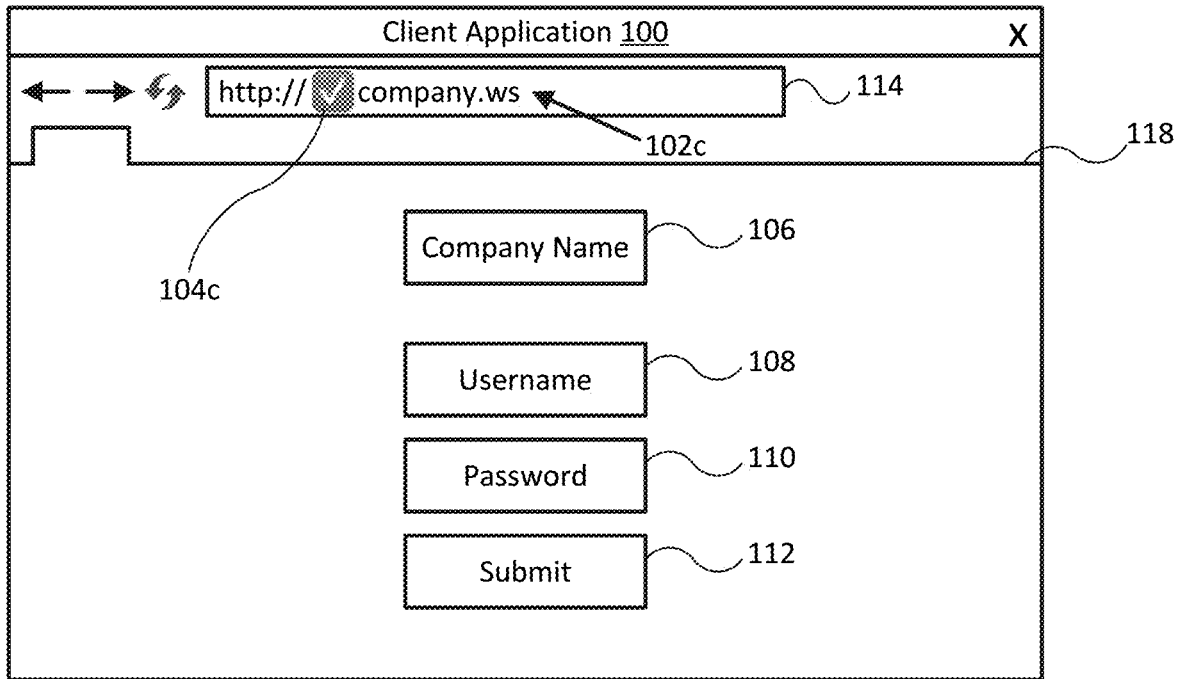 Client Application 100 X
http:// company.ws 114
102c
118
Company Name 106
104c
Username 108
Password 110
Submit 112